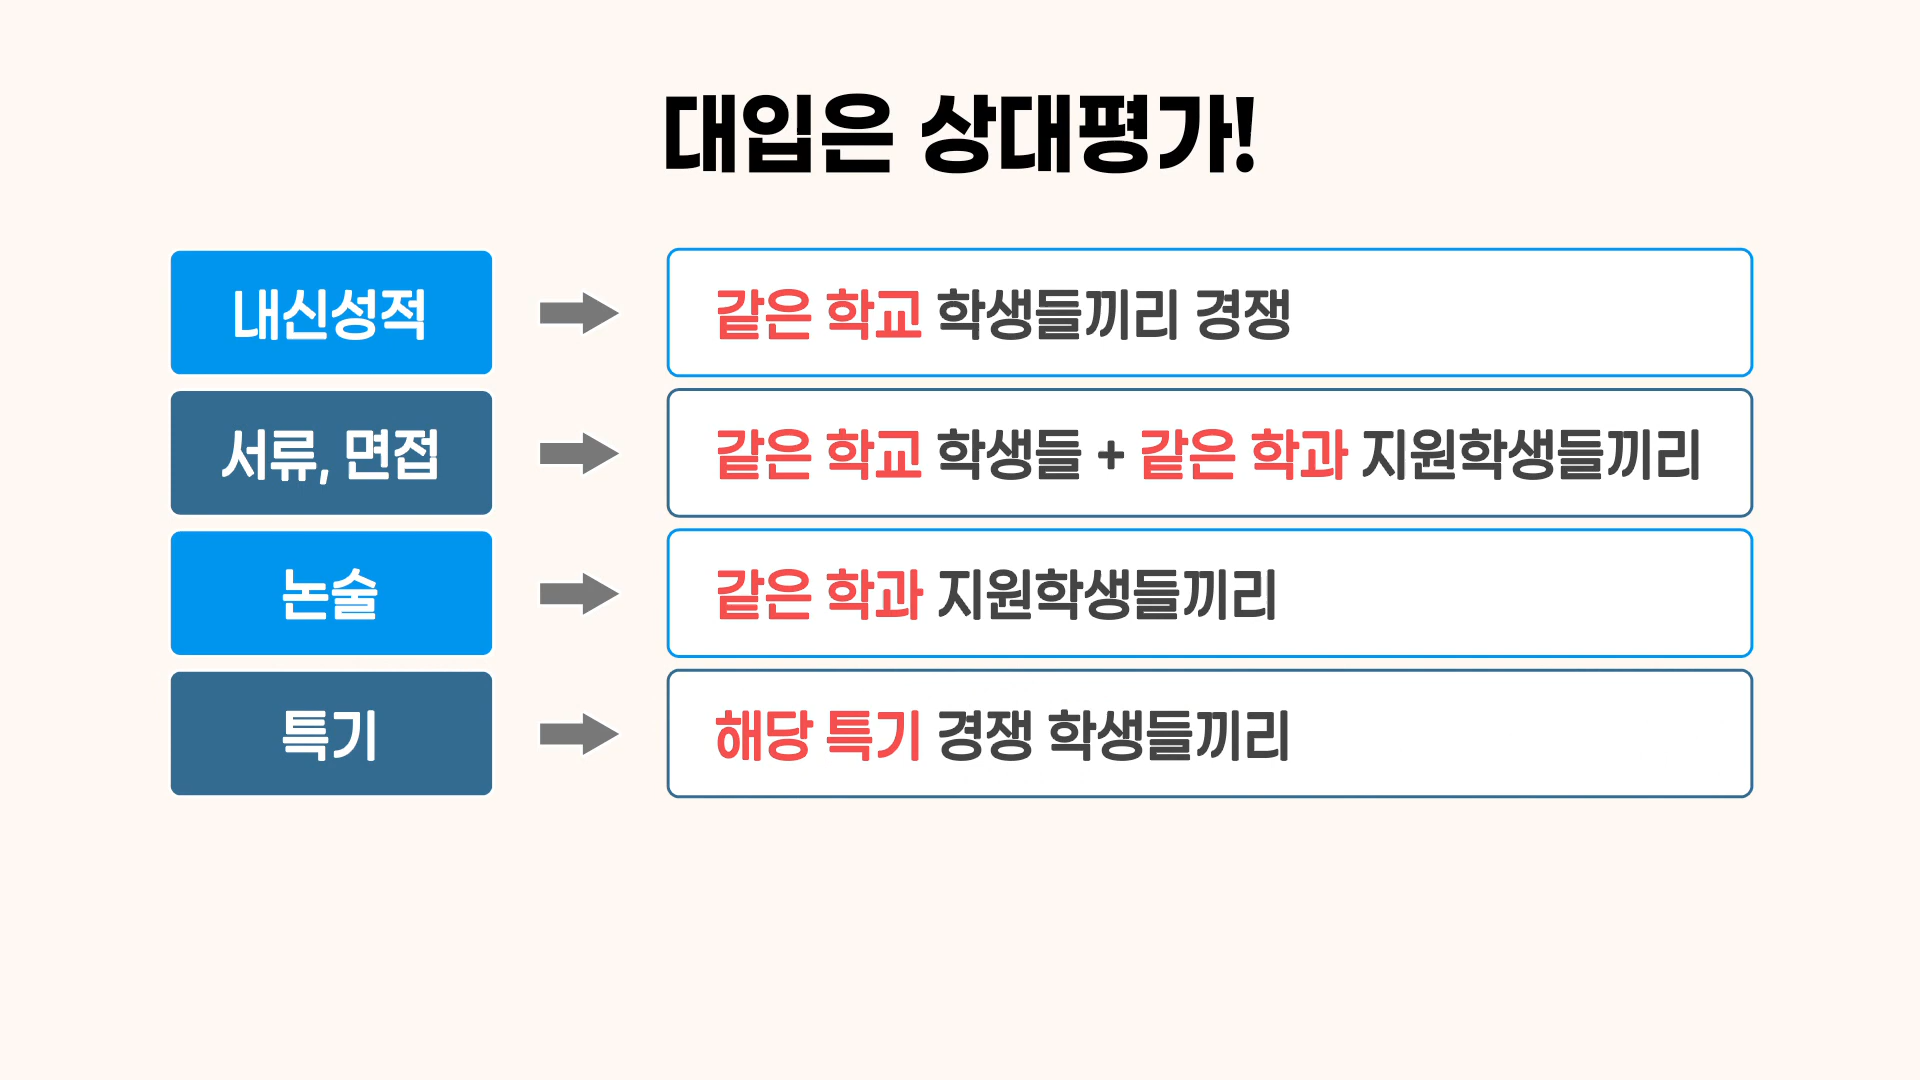 대입은 상대평가!
내신성적
같은 학교 학생들끼리 경쟁
서류, 면접
같은 학교 학생들 + 같은 학과 지원학생들끼리
논술
같은 학과 지원학생들끼리
특기
해당 특기 경쟁 학생들끼리